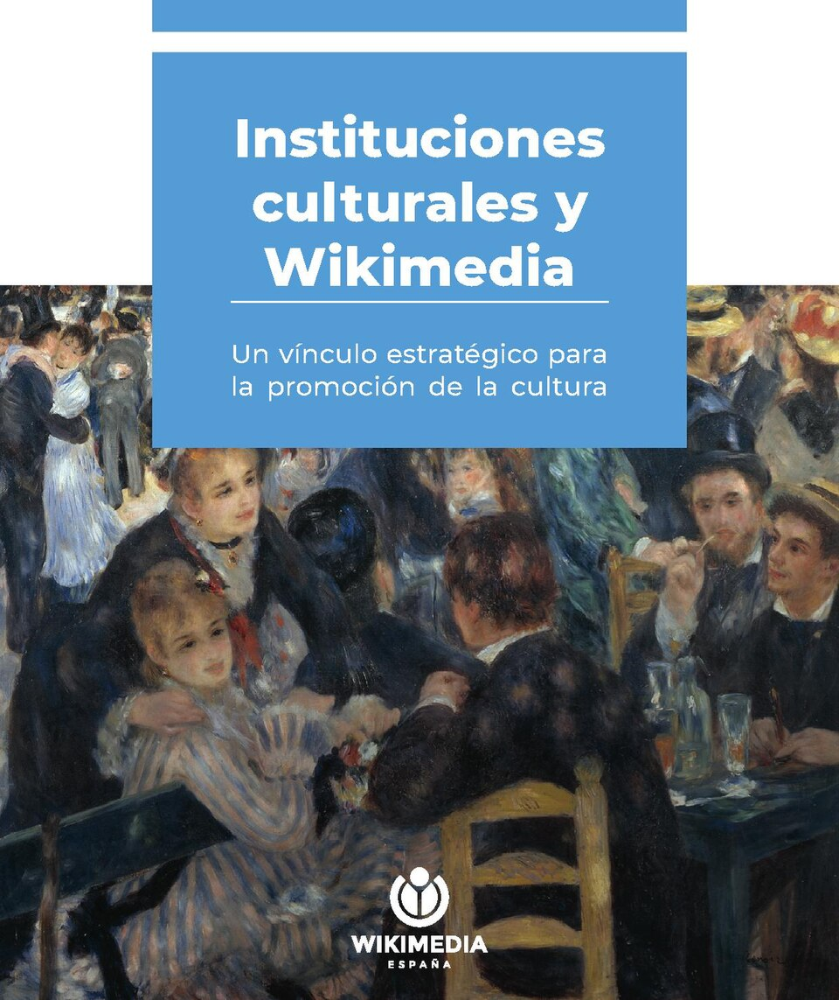 Instituciones
culturales y
Wikimedia
Un vínculo estratégico para
la promoción de la cultura
WIKIMEDIA
ESPAÑA